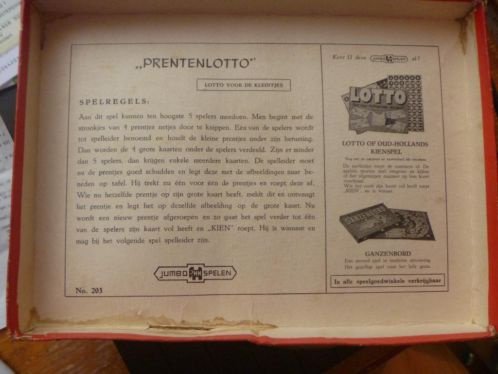 „PRENTENLOTTO"
LOTTO VOOR DE KLEINTJES
SPELREGELS:
Aan dit spel kunnen ten hoogste 5 spelers meedoen. Men begint met de
strookjes van 4 prentjes netjes door te knippen. Eén van de spelers wordt
tot spelleider benoemd en houdt de kleine prentjes onder zijn berusting.
Dan worden de 4 grote kaarten onder de spelers verdeeld. Zijn er minder
dan 5 spelers, dan krijgen enkele meerdere kaarten. De spelleider moet
nu de prentjes goed schudden en legt deze met de afbeeldingen naar be-
neden op tafel. Hij trekt nu één voor één de prentjes en roept deze af.
Wie nu hetzelfde prentje op zijn grote kaart heeft, meldt dit en ontvangt
het prentje en legt het op dezelfde afbeelding op de grote kaart. Nu
wordt een nieuw prentje afgeroepen en zo gaat het spel verder tot één
van de spelers zijn kaart vol heeft en „KIEN" roept. Hij is winnaar en
mag bij het volgende spel spelleider zijn.
JUMBO SPELEN
No. 203
Kent U deze JUMBO SPELEN al?
LOTTO
LOTTO OF OUD-HOLLANDS
KIENSPEL
GANZENBORD
GANZENBORD
In alle speelgoedwinkels verkrijgbaar